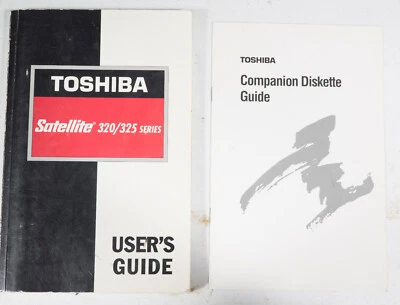 TOSHIBA
Satellite® 320/325 SERIES
USER'S
GUIDE
TOSHIBA
Companion Diskette
Guide